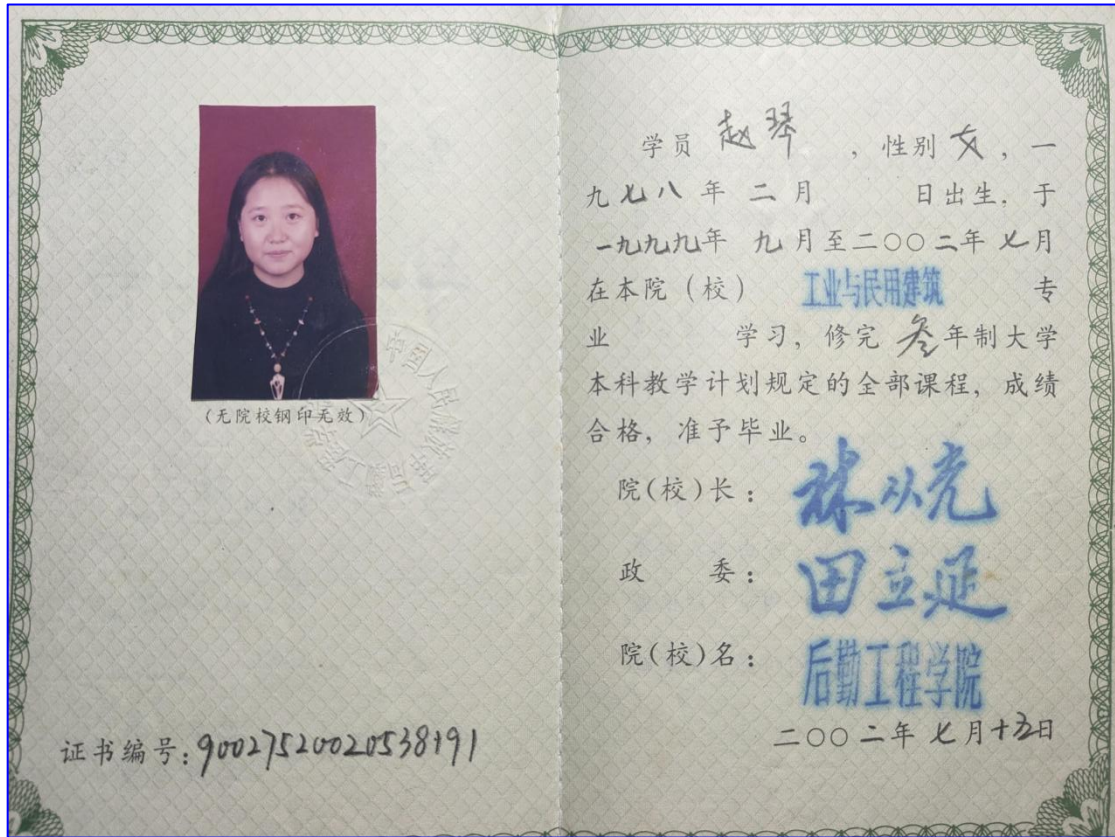 (无院校钢印无效)
证书编号:90027520020538191
学员 赵琴 ,性别 女,一
九七八年 二月 日出生.于
一九九九年 九月至二〇〇二年 七月
在本院(校) 工业与民用建筑 专
业 学习,修完 叁年制大学
本科教学计划规定的全部课程,成绩
合格,准予毕业。
院(校)长:
政 委:田立延
院(校)名:后勤工程学院
二〇〇二年 七月十五日